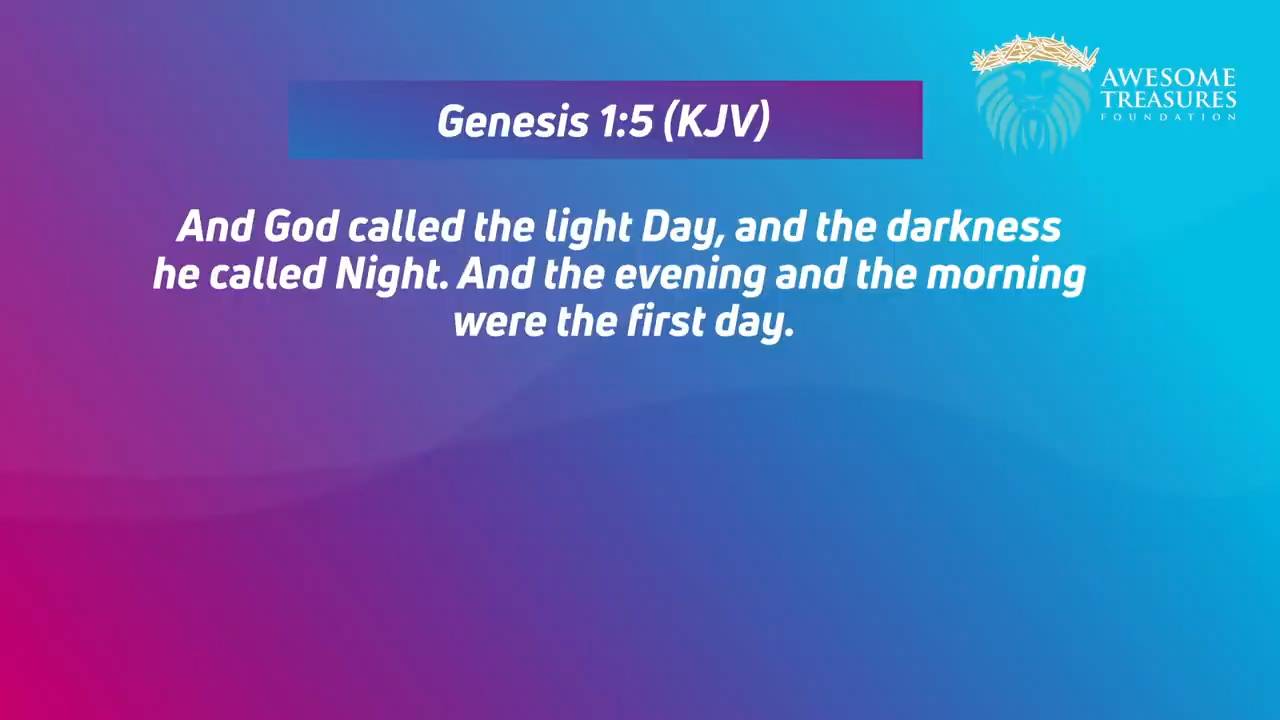 Genesis 1:5 (KJV)
AWESOME
TREASURES
FOUNDATION
And God called the light Day, and the darkness
he called Night. And the evening and the morning
were the first day.